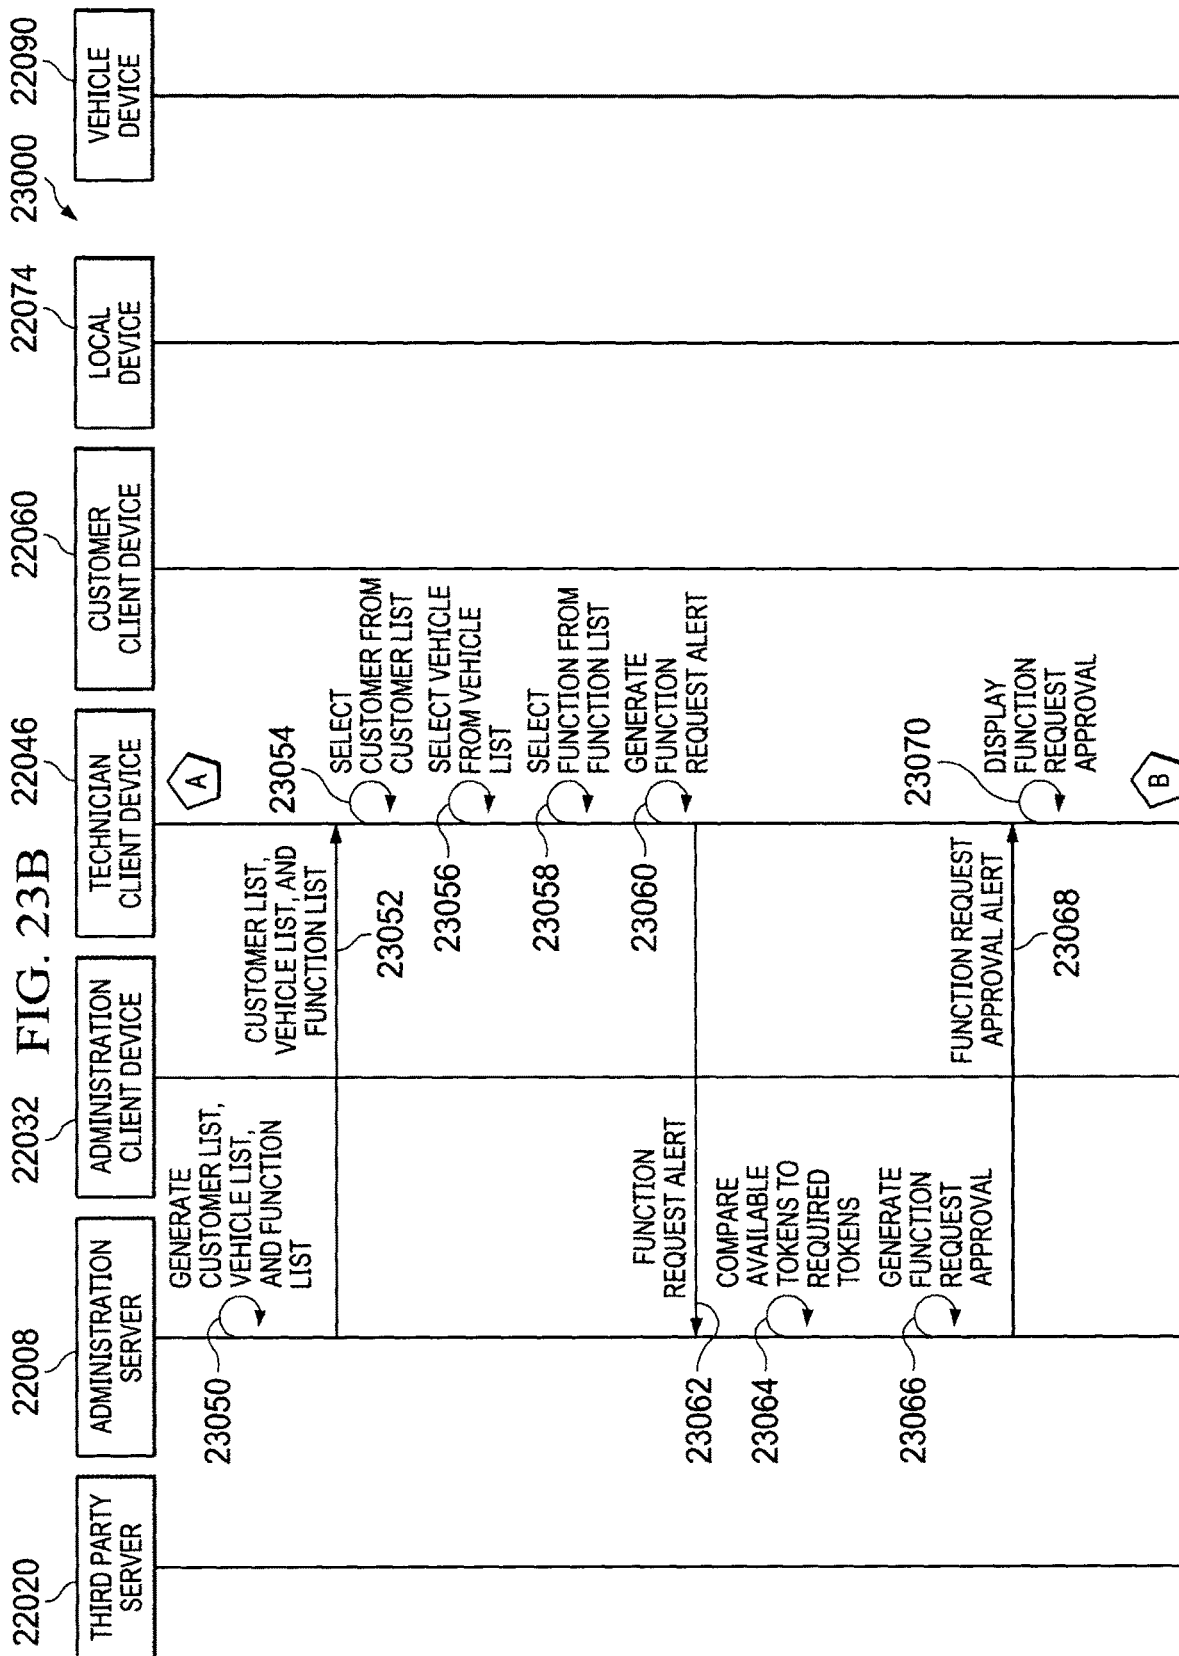 FIG. 23B
23000
22020
THIRD PARTY
SERVER
22008
ADMINISTRATION
SERVER
22032
ADMINISTRATION
CLIENT DEVICE
22046
TECHNICIAN
CLIENT DEVICE
22060
CUSTOMER
CLIENT DEVICE
22074
LOCAL
DEVICE
22090
VEHICLE
DEVICE
A
23050
GENERATE
CUSTOMER LIST,
VEHICLE LIST,
AND FUNCTION
LIST
CUSTOMER LIST,
VEHICLE LIST, AND
FUNCTION LIST
23052
23054
SELECT
CUSTOMER FROM
CUSTOMER LIST
23056
SELECT VEHICLE
FROM VEHICLE
LIST
23058
SELECT
FUNCTION FROM
FUNCTION LIST
23060
GENERATE
FUNCTION
REQUEST ALERT
FUNCTION
REQUEST ALERT
23062
23064
COMPARE
AVAILABLE
TOKENS TO
REQUIRED
TOKENS
23066
GENERATE
FUNCTION
REQUEST
APPROVAL
FUNCTION REQUEST
APPROVAL ALERT
23068
23070
DISPLAY
FUNCTION
REQUEST
APPROVAL
B